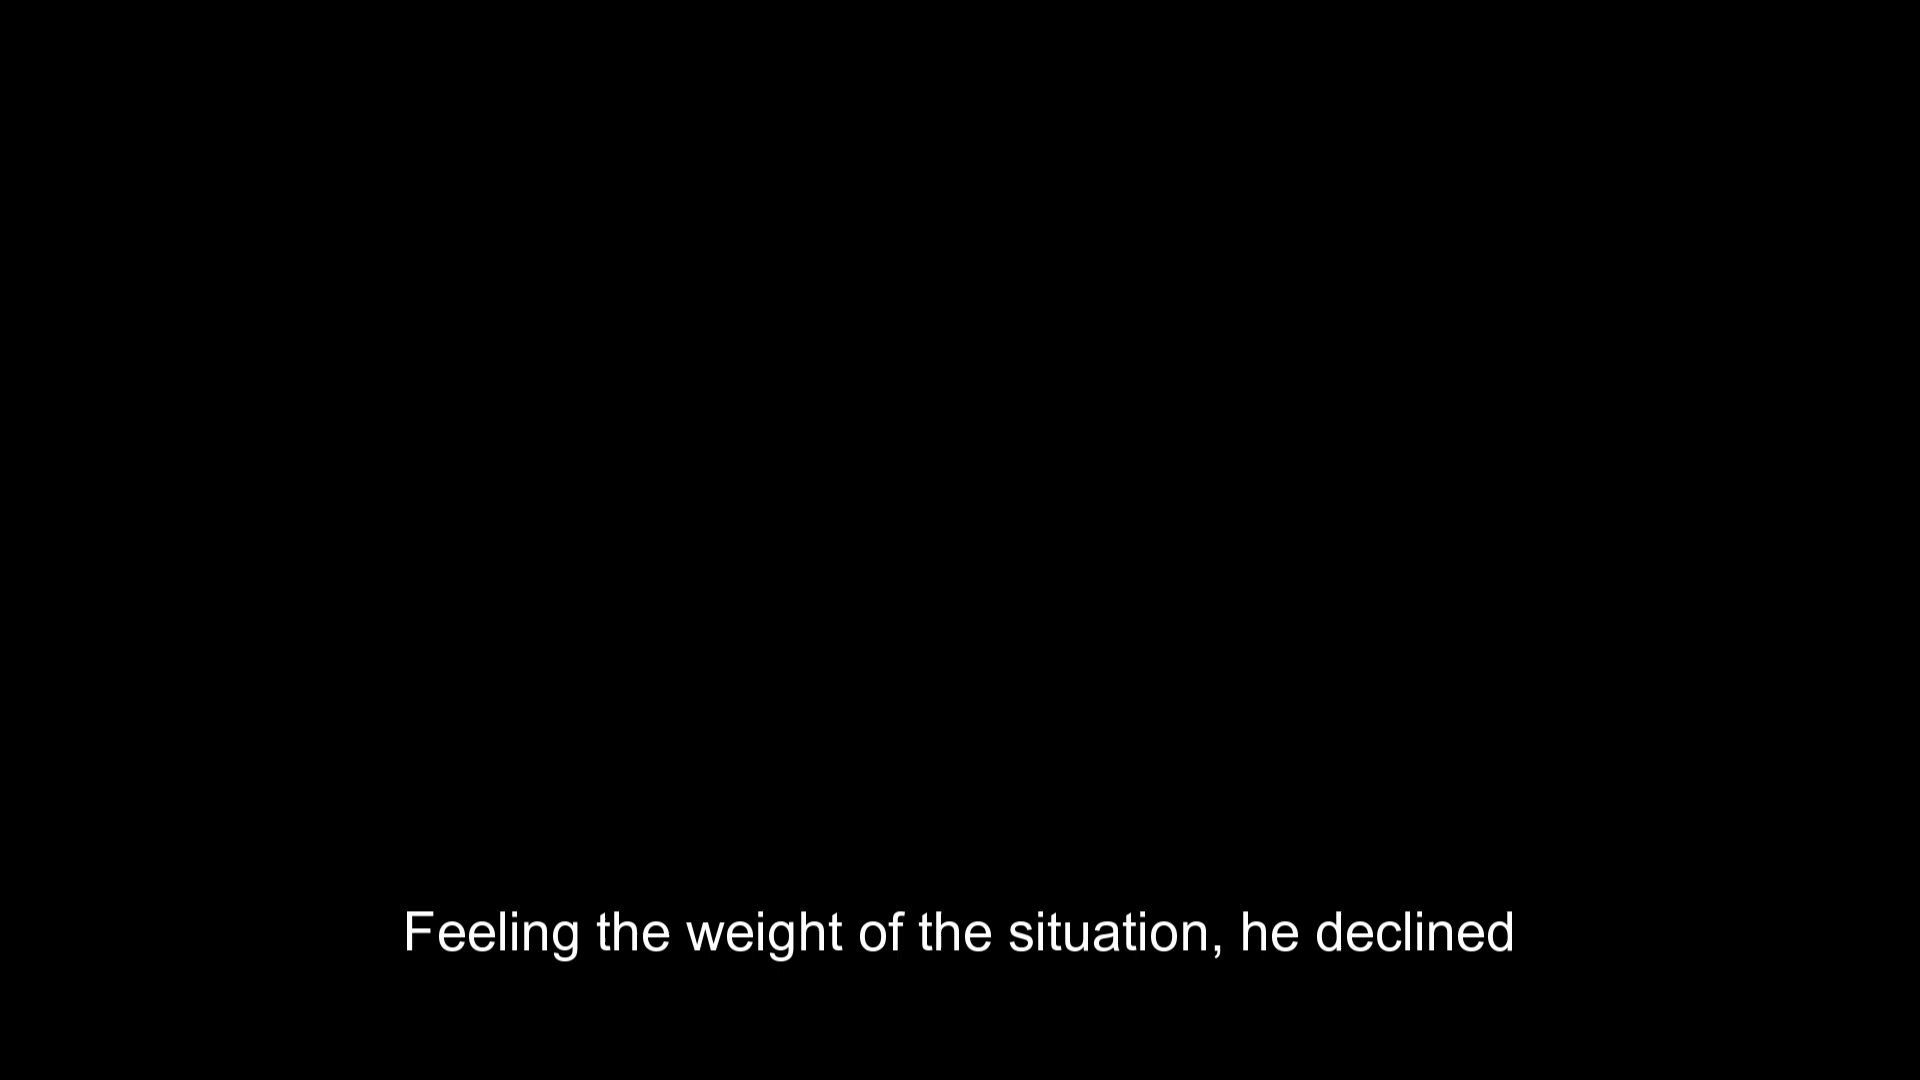 Feeling the weight of the situation, he declined